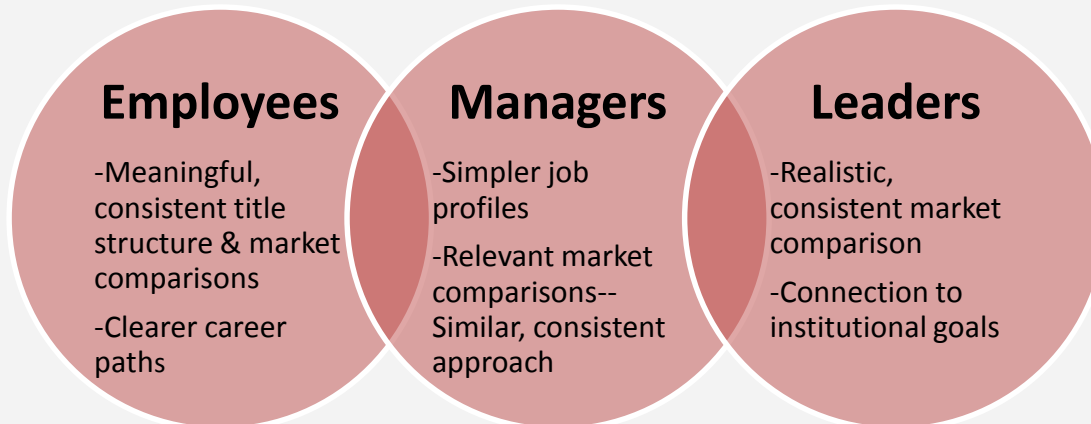 Employees
-Meaningful,
consistent title
structure & market
comparisons
-Clearer career
paths
Managers
-Simpler job
profiles
-Relevant market
comparisons--
Similar, consistent
approach
Leaders
-Realistic,
consistent market
comparison
-Connection to
institutional goals